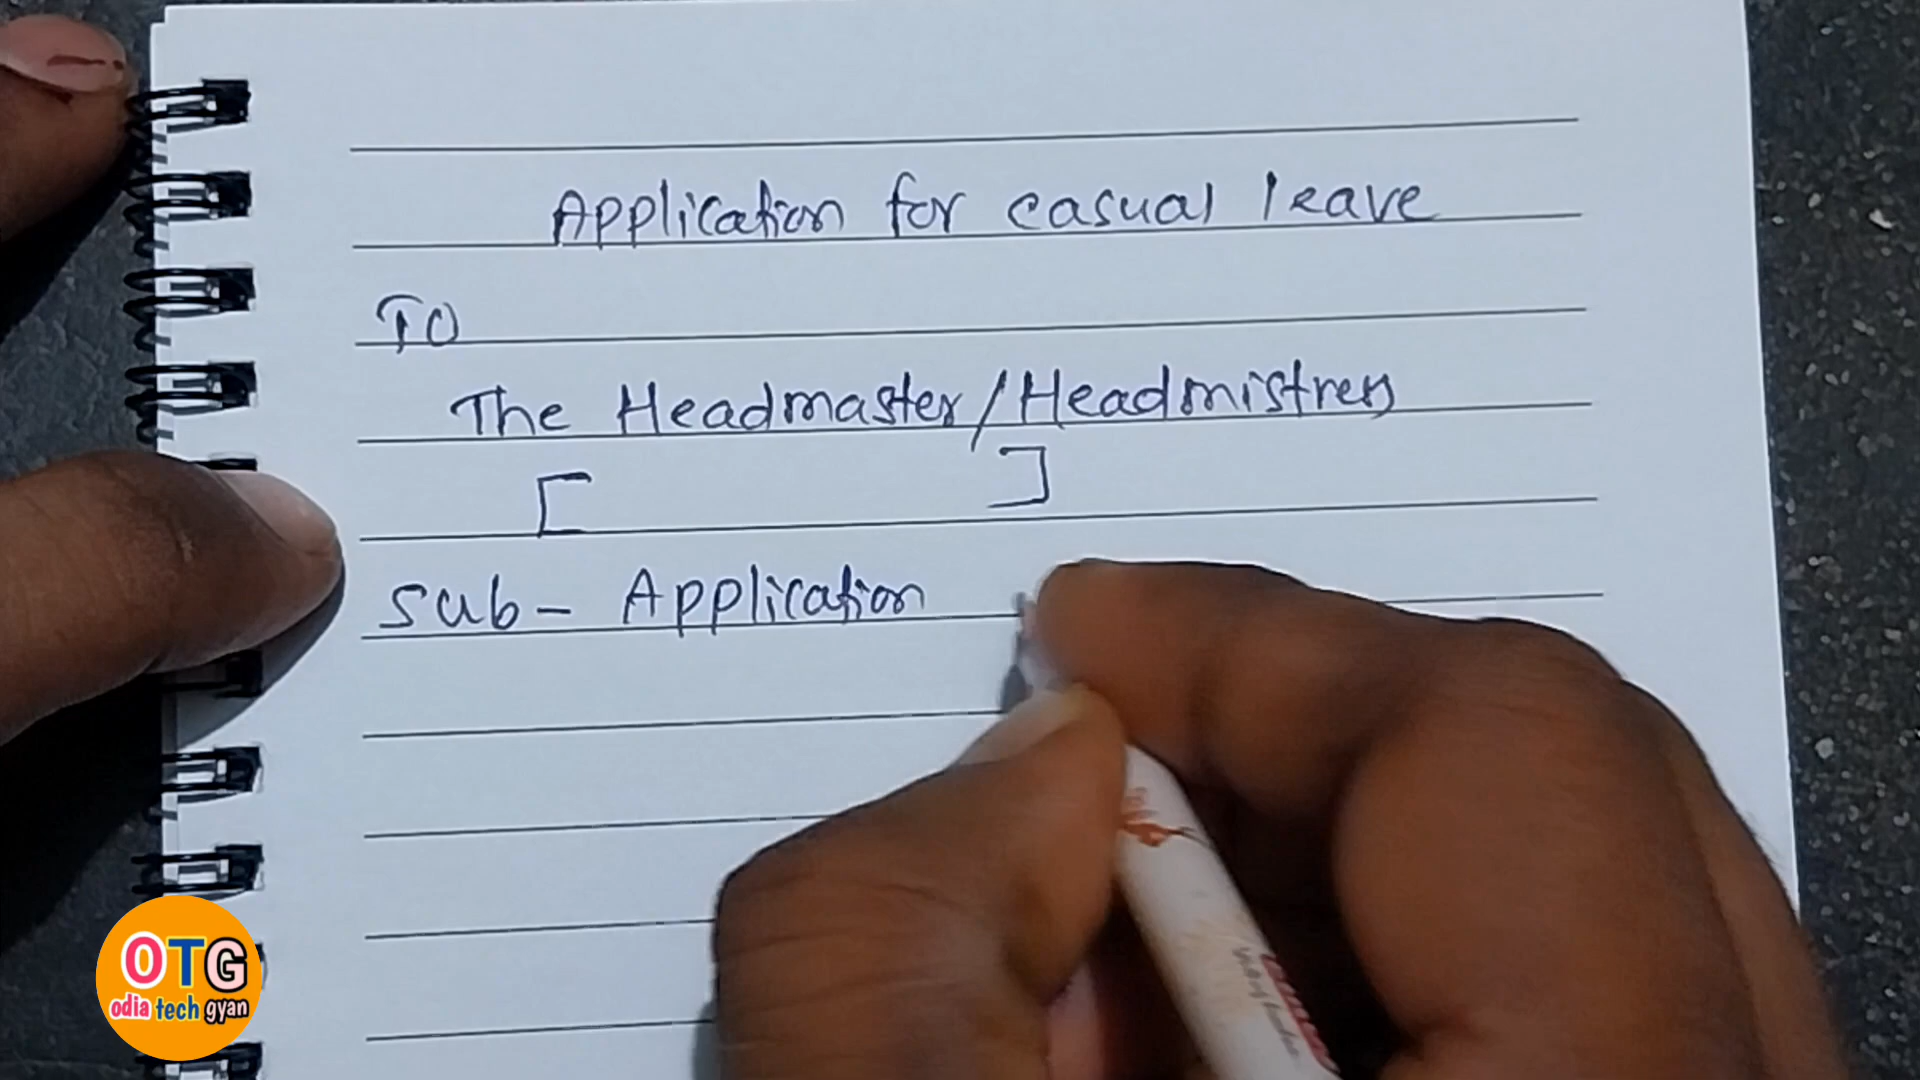 Application for casual leave
To
The Headmaster/Headmistress
[ ]
Sub- Application
OTG
odia tech gyan